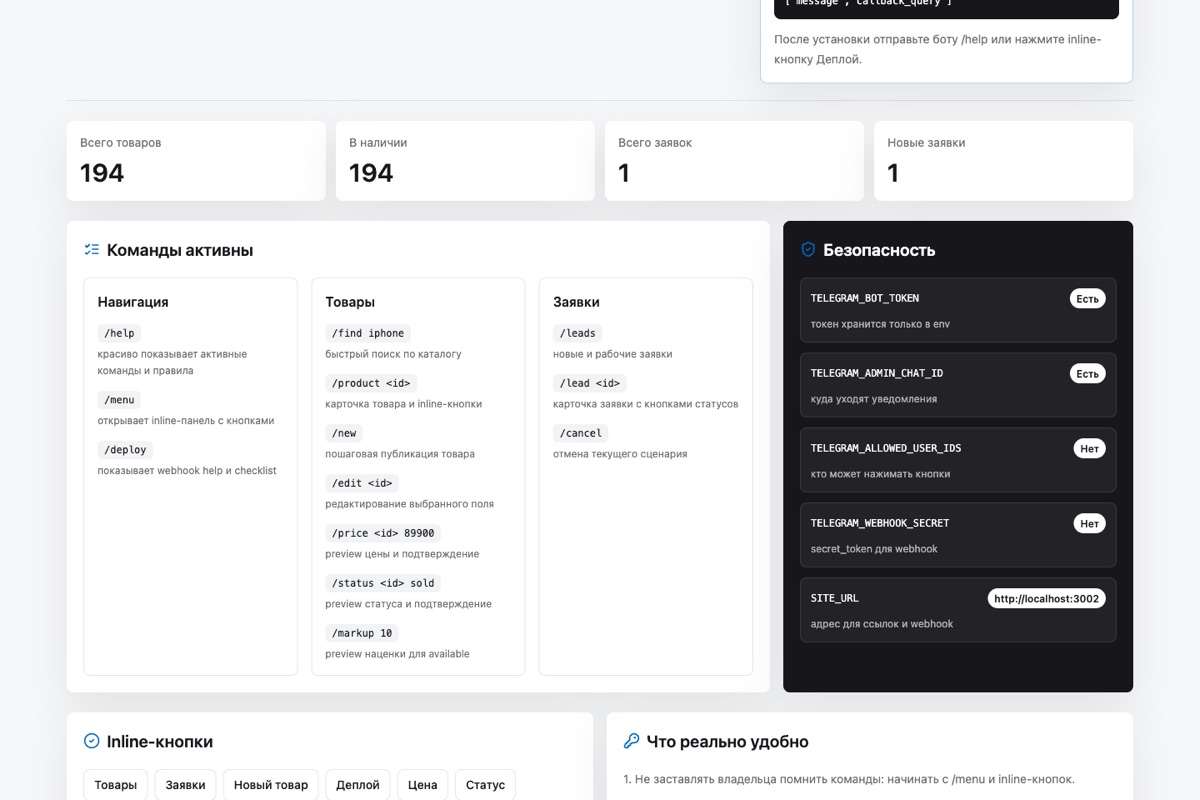 ['message', 'callback_query']
После установки отправьте боту /help или нажмите inline-
кнопку Деплой.
Всего товаров
194
В наличии
194
Всего заявок
1
Новые заявки
1
Команды активны
Навигация
/help
красиво показывает активные
команды и правила
/menu
открывает inline-панель с кнопками
/deploy
показывает webhook help и checklist
Товары
/find iphone
быстрый поиск по каталогу
/product <id>
карточка товара и inline-кнопки
/new
пошаговая публикация товара
/edit <id>
редактирование выбранного поля
/price <id> 89900
preview цены и подтверждение
/status <id> sold
preview статуса и подтверждение
/markup 10
preview наценки для available
Заявки
/leads
новые и рабочие заявки
/lead <id>
карточка заявки с кнопками статусов
/cancel
отмена текущего сценария
Безопасность
TELEGRAM_BOT_TOKEN
Есть
токен хранится только в env
TELEGRAM_ADMIN_CHAT_ID
Есть
куда уходят уведомления
TELEGRAM_ALLOWED_USER_IDS
Нет
кто может нажимать кнопки
TELEGRAM_WEBHOOK_SECRET
Нет
secret_token для webhook
SITE_URL
http://localhost:3002
адрес для ссылок и webhook
Inline-кнопки
Товары
Заявки
Новый товар
Деплой
Цена
Статус
Что реально удобно
1. Не заставлять владельца помнить команды: начинать с /menu и inline-кнопок.